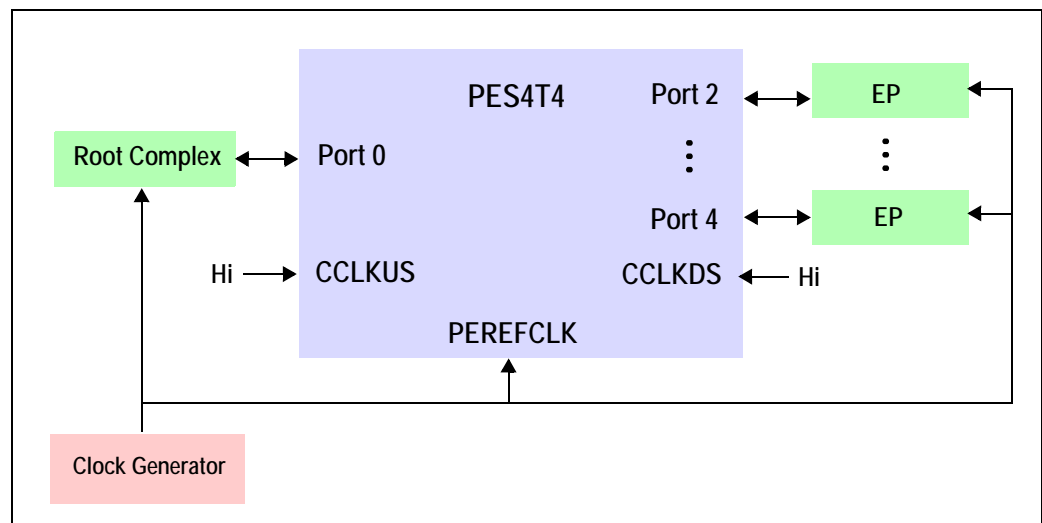 PES4T4
Port 2
EP
Root Complex
Port 0
Port 4
EP
Hi
CCLKUS
CCLKDS
Hi
PEREFCLK
Clock Generator